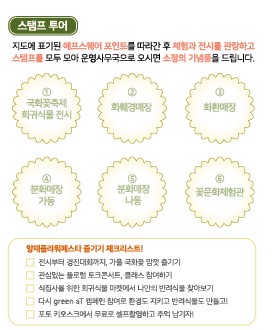 스탬프 투어
지도에 표기된 에프스퀘어 포인트를 따라간 후 체험과 전시를 관람하고
스탬프를 모두 모아 운영사무국으로 오시면 소정의 기념품을 드립니다.
①
국화꽃축제
희귀식물 전시
②
화훼경매장
③
화환매장
④
분화매장
가동
⑤
분화매장
나동
⑥
꽃문화체험관
양재플라워페스타 즐기기 체크리스트!
전시부터 경진대회까지, 가을 국화꽃 맘껏 즐기기
관심있는 플로럴 토크콘서트, 클래스 참여하기
식집사를 위한 희귀식물 마켓에서 나만의 반려식물 찾아보기
다시 green aT 캠페인 참여로 환경도 지키고 반려식물도 만들고!
포토 키오스크에서 무료로 셀프촬영하고 추억 남기자!